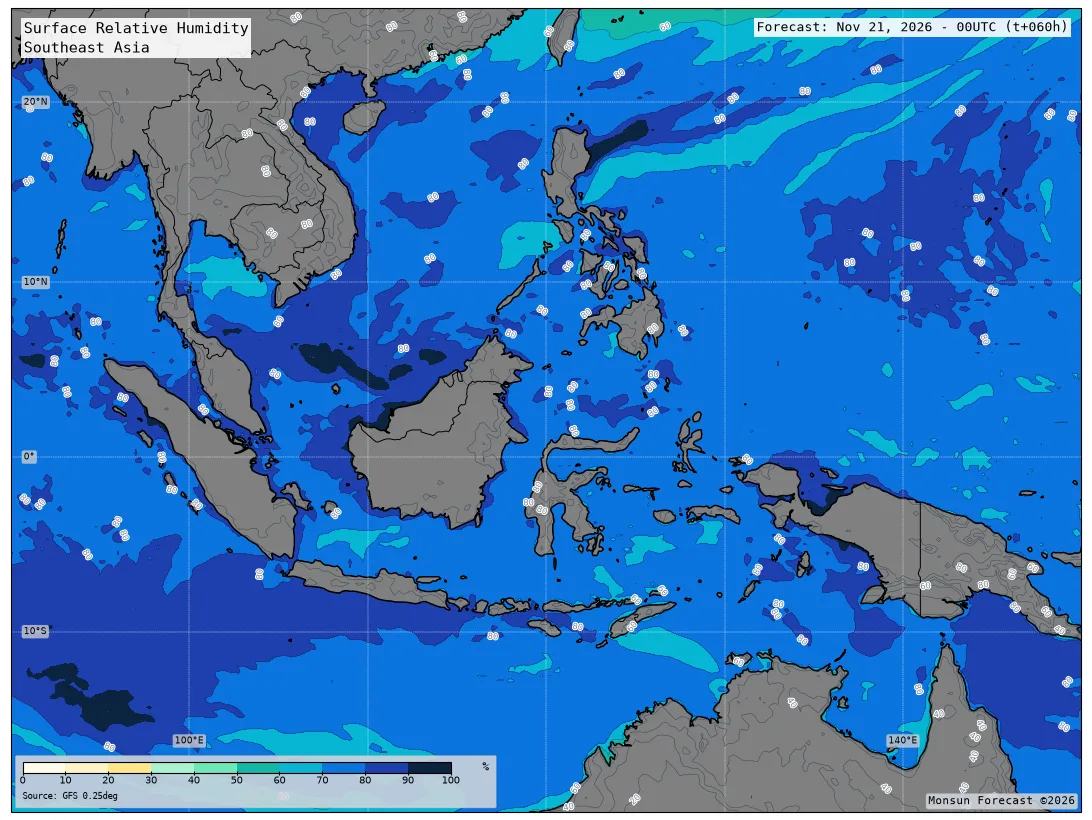 Surface Relative Humidity
Southeast Asia
Forecast: Nov 21, 2026 - 00UTC (t+060h)
20°N
10°N
0°
10°S
100°E
140°E
0 10 20 30 40 50 60 70 80 90 100 %
Source: GFS 0.25deg
Monsun Forecast ©2026